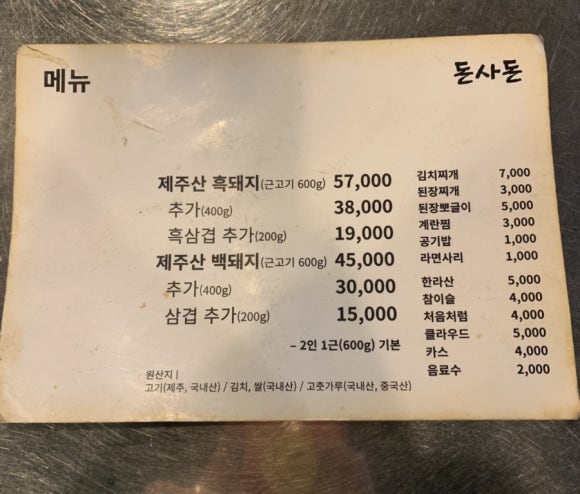 메뉴
돈사돈
제주산 흑돼지(근고기 600g) 57,000
추가(400g) 38,000
흑삼겹 추가(200g) 19,000
제주산 백돼지(근고기 600g) 45,000
추가(400g) 30,000
삼겹 추가(200g) 15,000
– 2인 1근(600g) 기본
김치찌개 7,000
된장찌개 3,000
된장뽀글이 5,000
계란찜 3,000
공기밥 1,000
라면사리 1,000
한라산 5,000
참이슬 4,000
처음처럼 4,000
클라우드 5,000
카스 4,000
음료수 2,000
원산지 |
고기(제주, 국내산) / 김치, 쌀(국내산) / 고춧가루(국내산, 중국산)